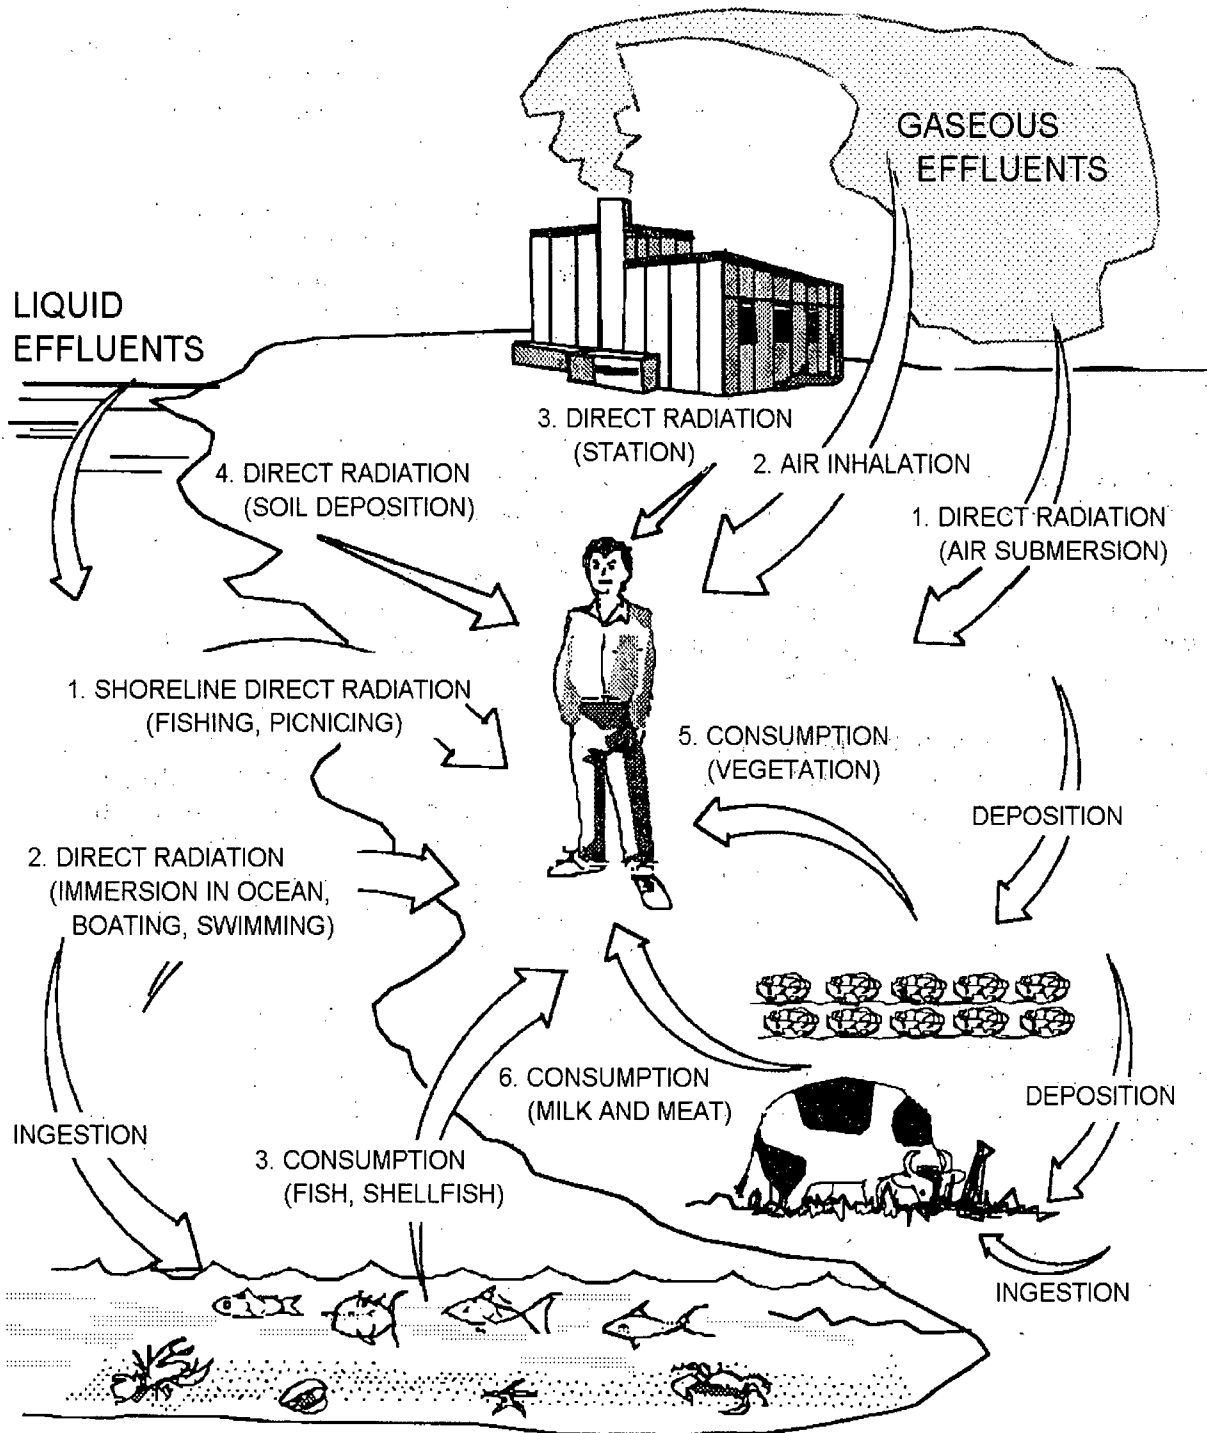 GASEOUS
EFFLUENTS
LIQUID
EFFLUENTS
3. DIRECT RADIATION
(STATION)
2. AIR INHALATION
4. DIRECT RADIATION
(SOIL DEPOSITION)
1. DIRECT RADIATION
(AIR SUBMERSION)
1. SHORELINE DIRECT RADIATION
(FISHING, PICNICING)
5. CONSUMPTION
(VEGETATION)
DEPOSITION
2. DIRECT RADIATION
(IMMERSION IN OCEAN,
BOATING, SWIMMING)
6. CONSUMPTION
(MILK AND MEAT)
DEPOSITION
INGESTION
3. CONSUMPTION
(FISH, SHELLFISH)
INGESTION